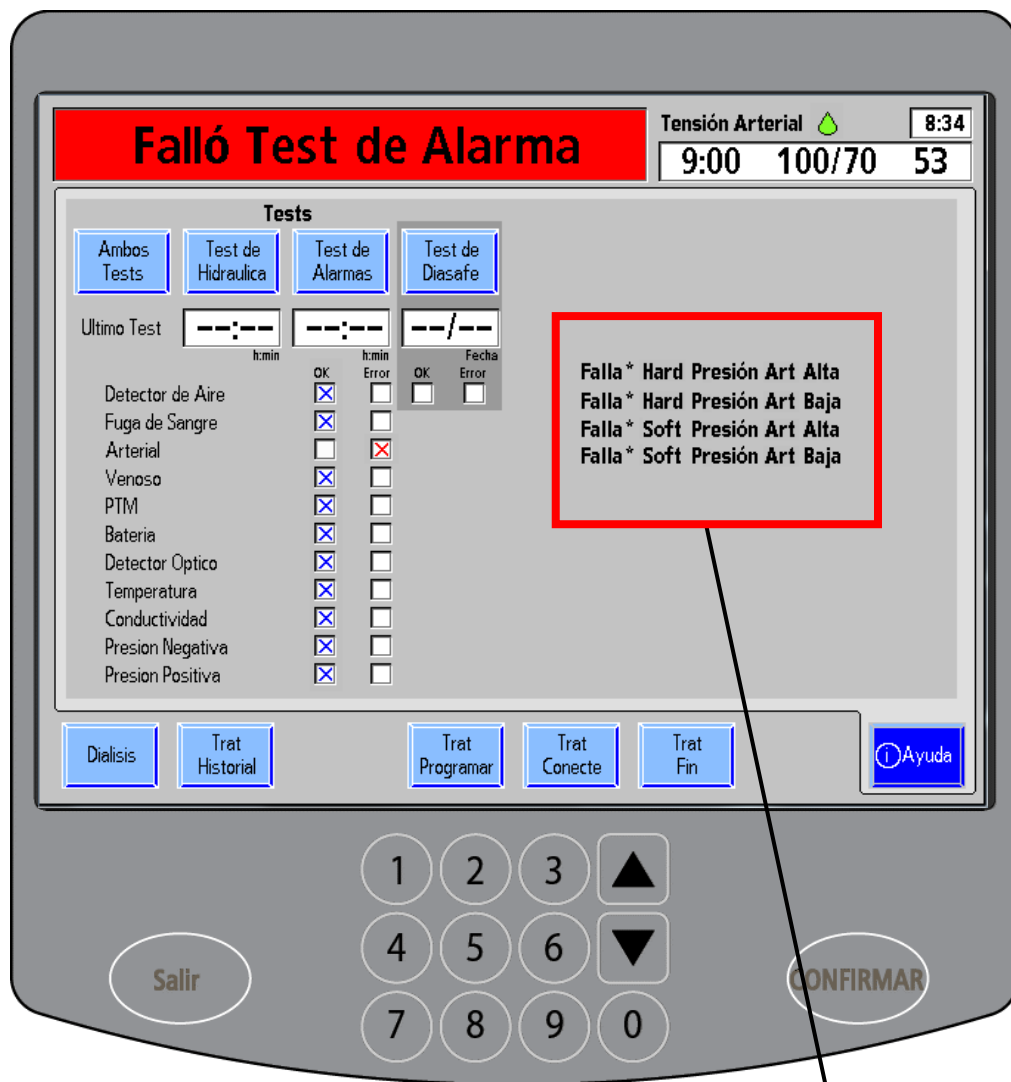 Falló Test de Alarma
Tensión Arterial
8:34
9:00 100/70 53
Tests
Ambos Tests
Test de Hidraulica
Test de Alarmas
Test de Diasafe
Ultimo Test
--:--
--:--
--/--
h:min
h:min
Fecha
OK Error OK Error
Detector de Aire
Fuga de Sangre
Arterial
Venoso
PTM
Bateria
Detector Optico
Temperatura
Conductividad
Presion Negativa
Presion Positiva
Falla* Hard Presión Art Alta
Falla* Hard Presión Art Baja
Falla* Soft Presión Art Alta
Falla* Soft Presión Art Baja
Dialisis
Trat Historial
Trat Programar
Trat Conecte
Trat Fin
i Ayuda
1 2 3
4 5 6
7 8 9 0
Salir
CONFIRMAR